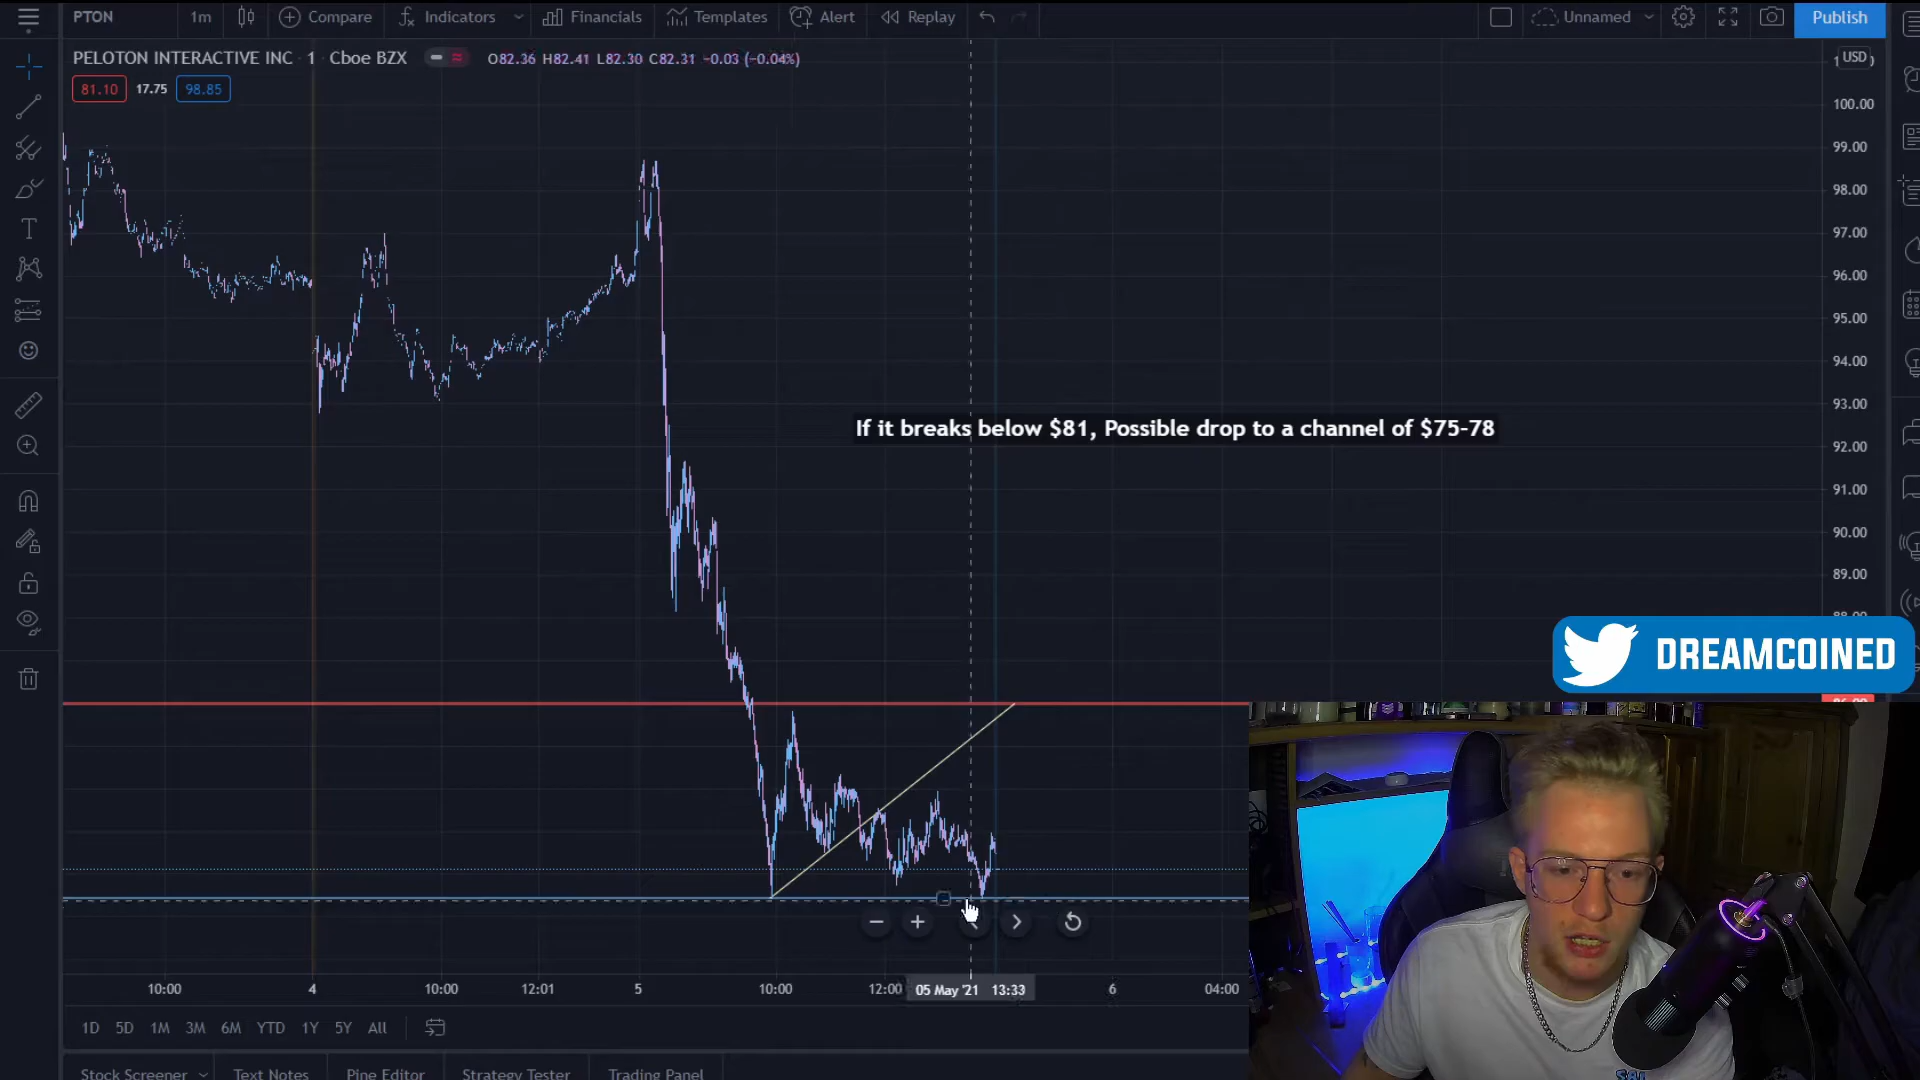 PTON 1m Compare Indicators Financials Templates Alert Replay Unnamed Publish
PELOTON INTERACTIVE INC · 1 · Cboe BZX O82.36 H82.41 L82.30 C82.31 −0.03 (−0.04%)
USD
81.10 17.75 98.85
100.00
99.00
98.00
97.00
96.00
95.00
94.00
93.00
If it breaks below $81, Possible drop to a channel of $75-78
92.00
91.00
90.00
89.00
88.00
DREAMCOINED
10:00 4 10:00 12:01 5 10:00 12:00 05 May '21 13:33 6 04:00
1D 5D 1M 3M 6M YTD 1Y 5Y All
Stock Screener Text Notes Pine Editor Strategy Tester Trading Panel